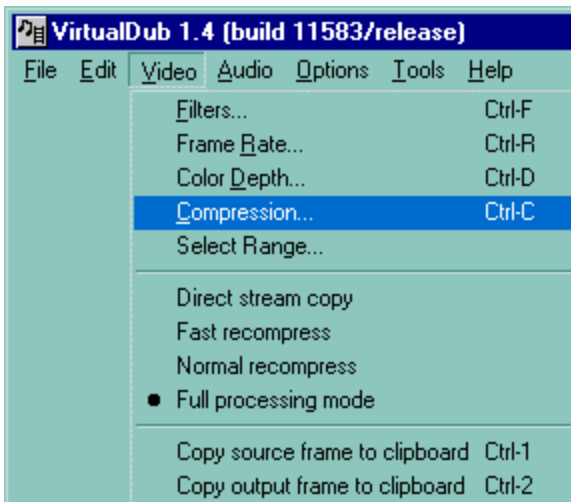 VirtualDub 1.4 (build 11583/release)
File Edit Video Audio Options Tools Help
Filters... Ctrl-F
Frame Rate... Ctrl-R
Color Depth... Ctrl-D
Compression... Ctrl-C
Select Range...
Direct stream copy
Fast recompress
Normal recompress
Full processing mode
Copy source frame to clipboard Ctrl-1
Copy output frame to clipboard Ctrl-2